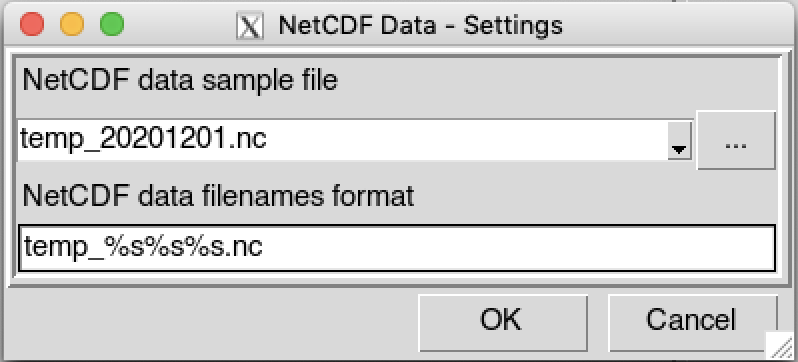 NetCDF Data - Settings
NetCDF data sample file
temp_20201201.nc
...
NetCDF data filenames format
temp_%s%s%s.nc
OK
Cancel